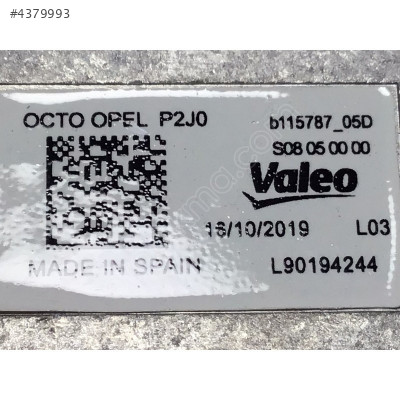 #4379993
OCTO OPEL P2J0
b115787_05D
S08 05 00 00
Valeo
16/10/2019 L03
MADE IN SPAIN
L90194244